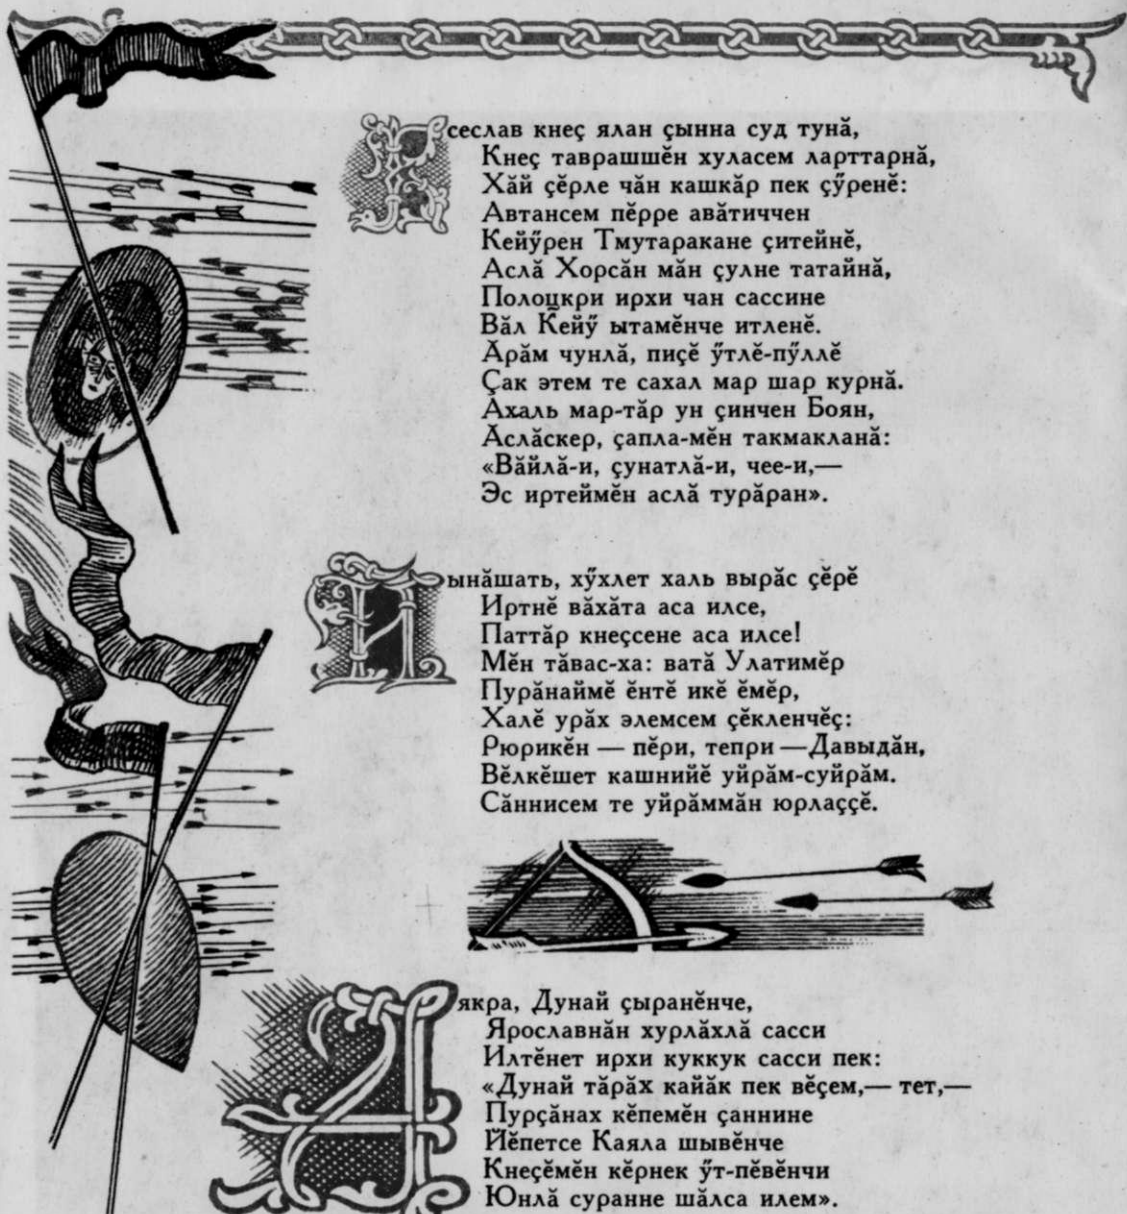 Всеслав кнеҫ ялан ҫынна суд тунӑ,
Кнеҫ таврашшӗн хуласем ларттарнӑ,
Хӑй ҫӗрле чӑн кашкӑр пек ҫӳренӗ:
Автансем пӗрре авӑтиччен
Кейӳрен Тмутаракане ҫитейнӗ,
Аслӑ Хорсӑн мӑн ҫулне татайнӑ,
Полоцкри ирхи чан сассине
Вӑл Кейӳ ытамӗнче итленӗ.
Ӑрӑм чунлӑ, пиҫӗ ӳтлӗ-пӳллӗ
Ҫак этем те сахал мар шар курнӑ.
Ахаль мар-тӑр ун ҫинчен Боян,
Ӑслӑскер, ҫапла-мӗн такмакланӑ:
«Вӑйлӑ-и, ҫунатлӑ-и, чее-и,—
Эс иртеймӗн аслӑ турӑран».
Йынӑшать, хӳхлет халь вырӑс ҫӗрӗ
Иртнӗ вӑхӑта аса илсе,
Паттӑр кнеҫсене аса илсе!
Мӗн тӑвас-ха: ватӑ Улатимӗр
Пурӑнаймӗ ӗнтӗ икӗ ӗмӗр,
Халӗ урӑх элемсем ҫӗкленчӗҫ:
Рюрикӗн — пӗри, тепри — Давыдӑн,
Вӗлкӗшет кашнийӗ уйрӑм-суйрӑм.
Сӑннисем те уйрӑммӑн юрлаҫҫӗ.
Аякра, Дунай ҫыранӗнче,
Ярославнӑн хурлӑхлӑ сасси
Илтӗнет ирхи куккук сасси пек:
«Дунай тӑрӑх кайӑк пек вӗҫем,— тет,—
Пурҫӑнах кӗпемӗн ҫаннине
Йӗпетсе Каяла шывӗнче
Кнеҫӗмӗн кӗрнек ӳт-пӗвӗнчи
Юнлӑ суранне шӑлса илем».